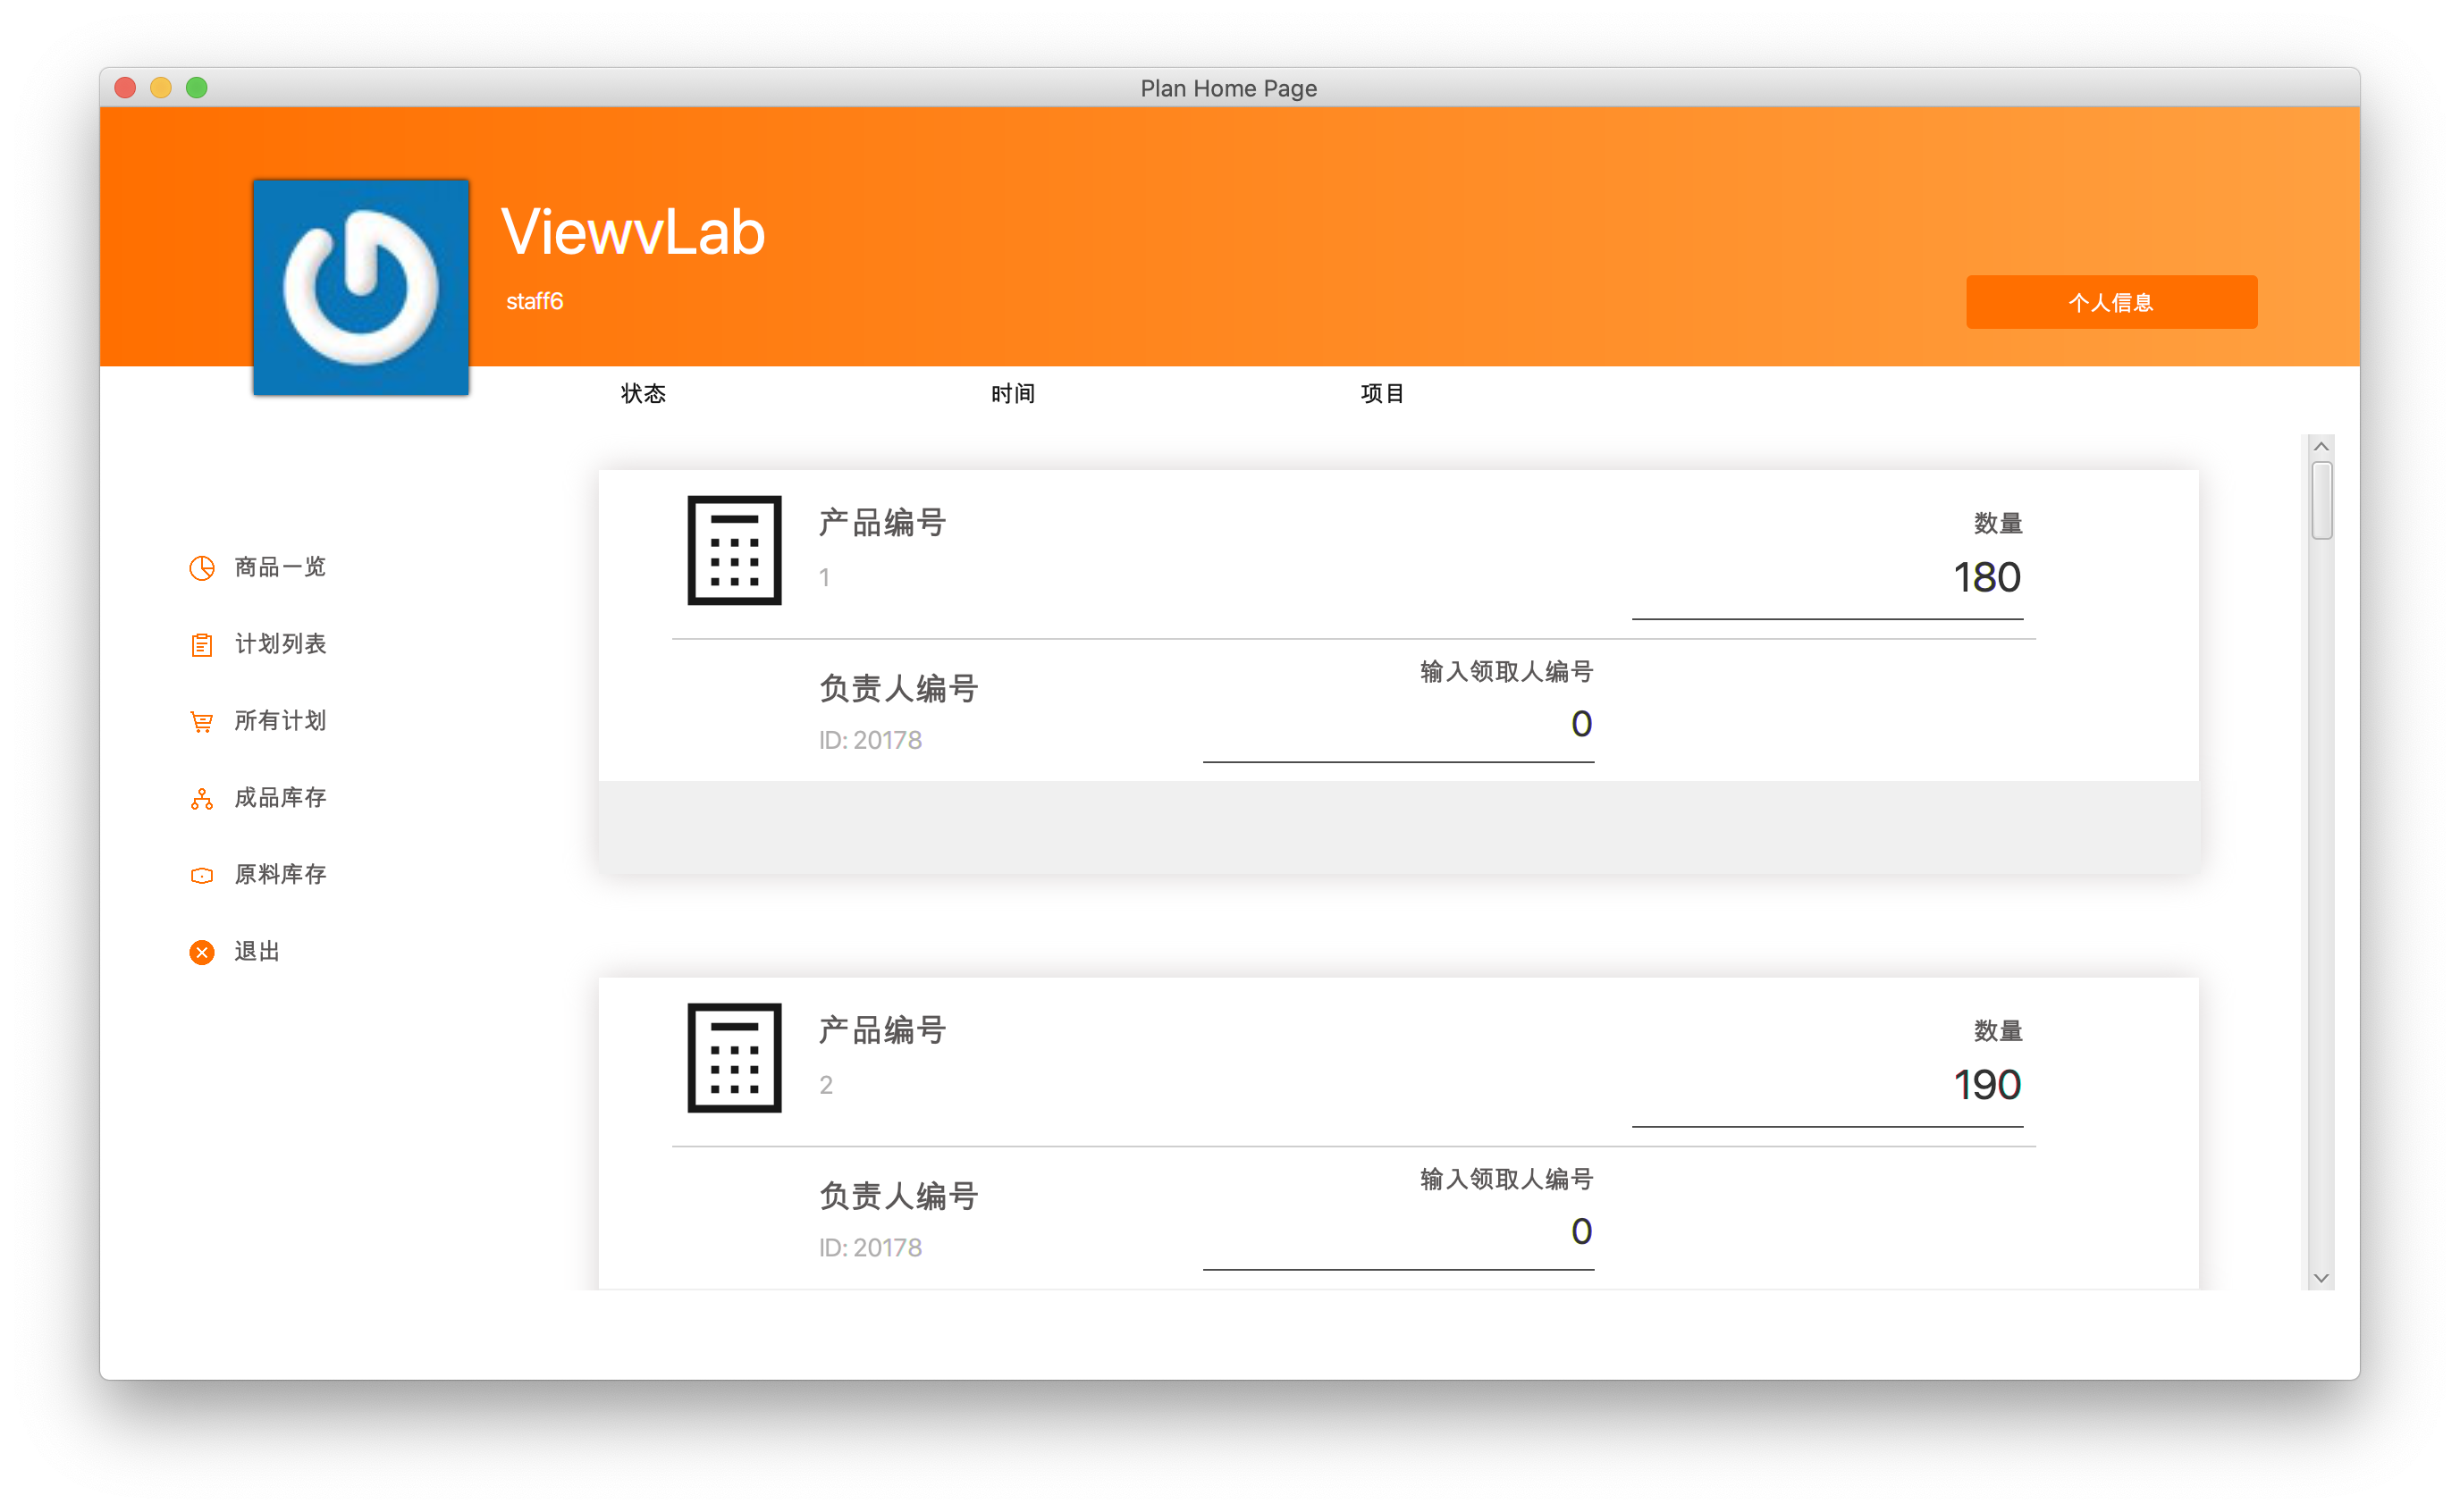 Plan Home Page
ViewvLab
staff6
个人信息
状态 时间 项目
商品一览
计划列表
所有计划
成品库存
原料库存
退出
产品编号 数量
1 180
负责人编号 输入领取人编号
ID: 20178 0
产品编号 数量
2 190
负责人编号 输入领取人编号
ID: 20178 0